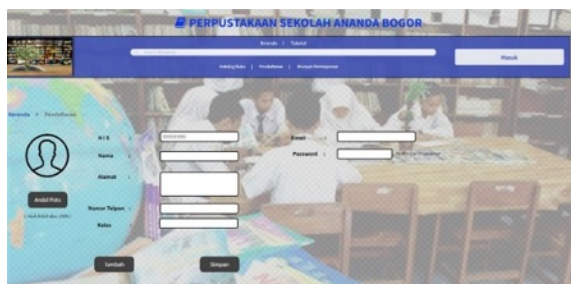 PERPUSTAKAAN SEKOLAH ANANDA BOGOR
Beranda | Tutorial
Masuk
Katalog Buku | Pendaftaran | Riwayat Peminjaman
Beranda > Pendaftaran
N I S :
Email
Nama :
Password :
Alamat :
Ambil Foto
Nomor Telpon :
Kelas
Tambah
Simpan